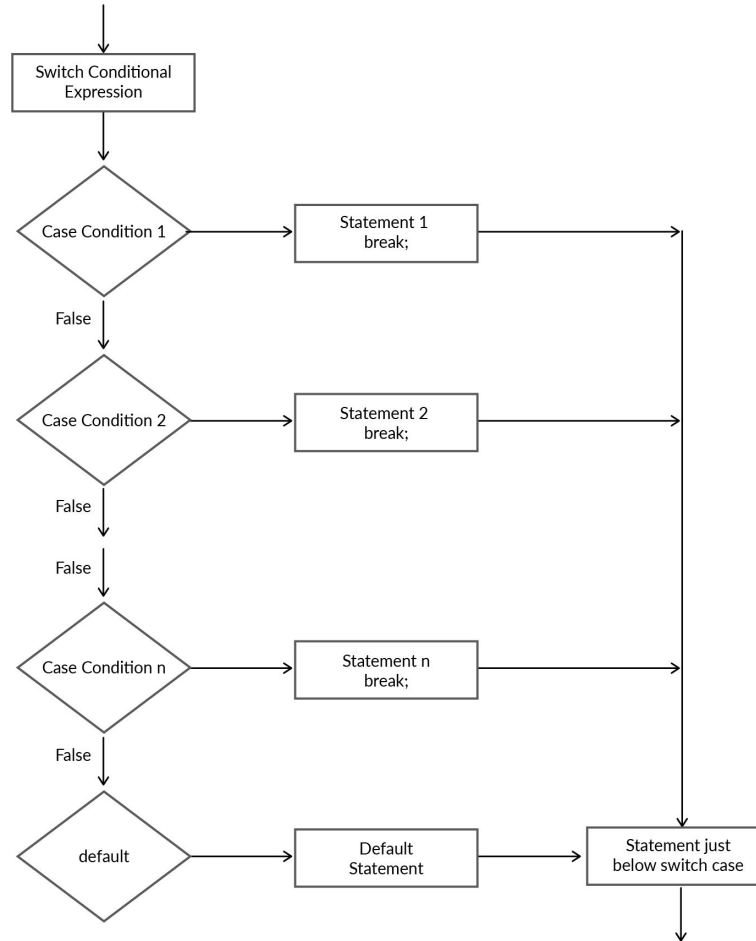 Switch Conditional
Expression
Case Condition 1
Statement 1
break;
False
Case Condition 2
Statement 2
break;
False
False
Case Condition n
Statement n
break;
False
default
Default
Statement
Statement just
below switch case